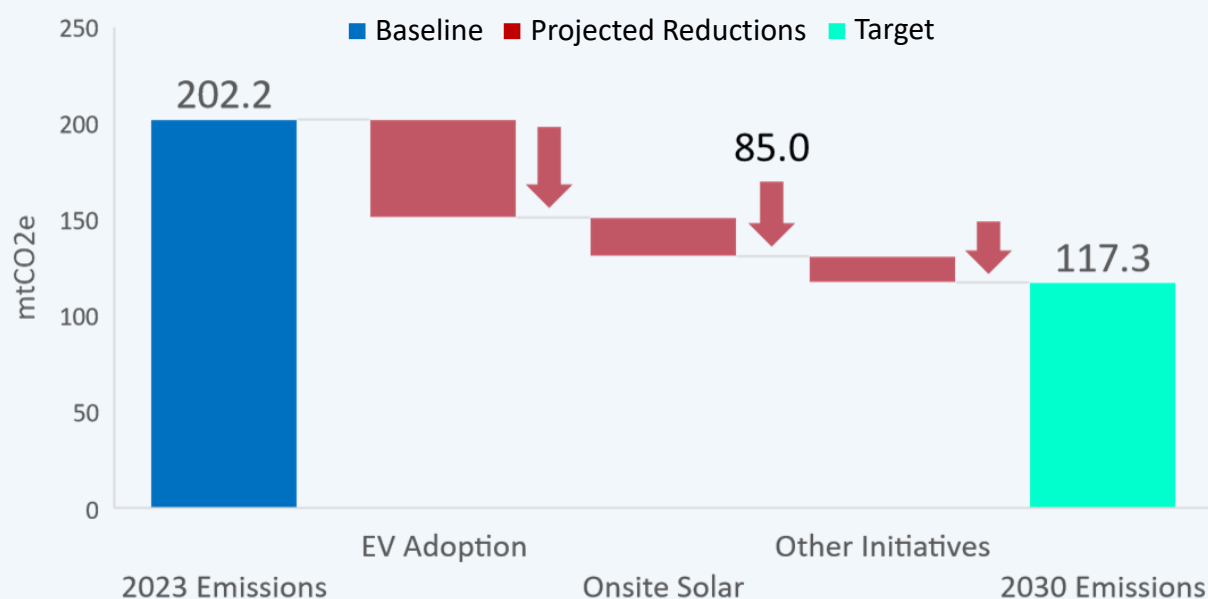 Baseline Projected Reductions Target
250
200
150
100
50
0
mtCO2e
202.2
85.0
117.3
EV Adoption Other Initiatives
2023 Emissions Onsite Solar 2030 Emissions